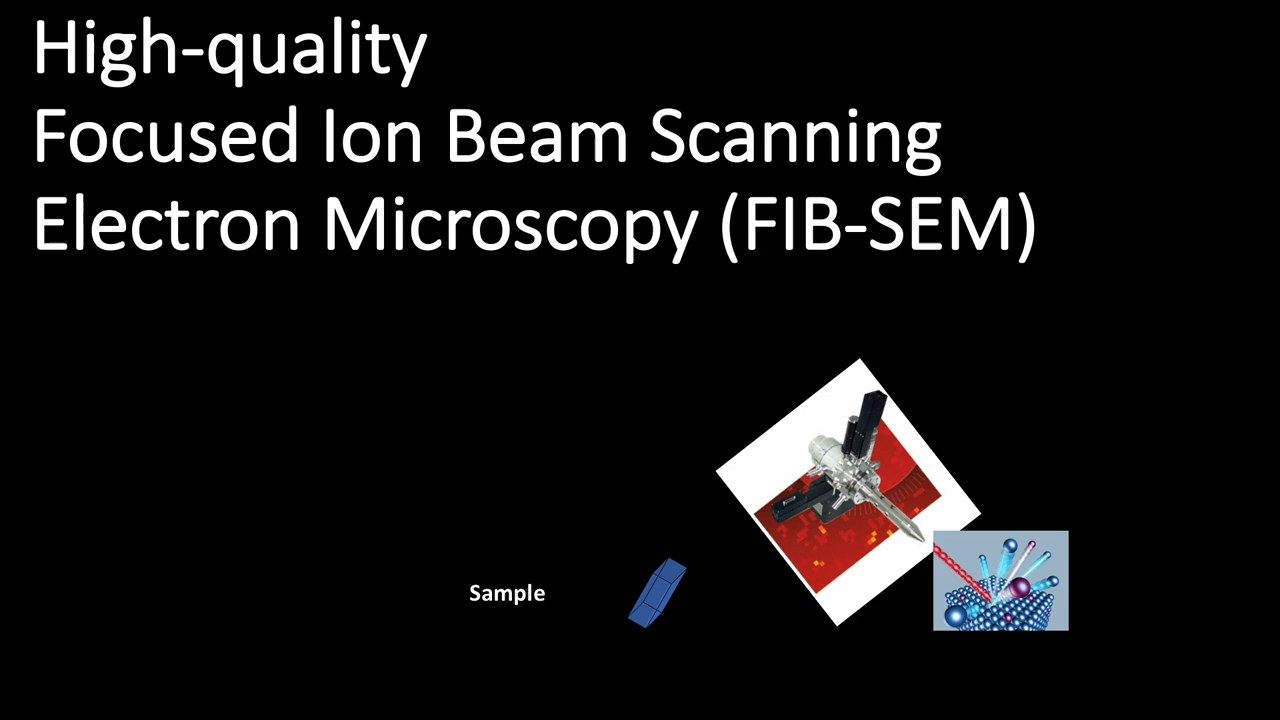 High-quality
Focused Ion Beam Scanning
Electron Microscopy (FIB-SEM)
Sample